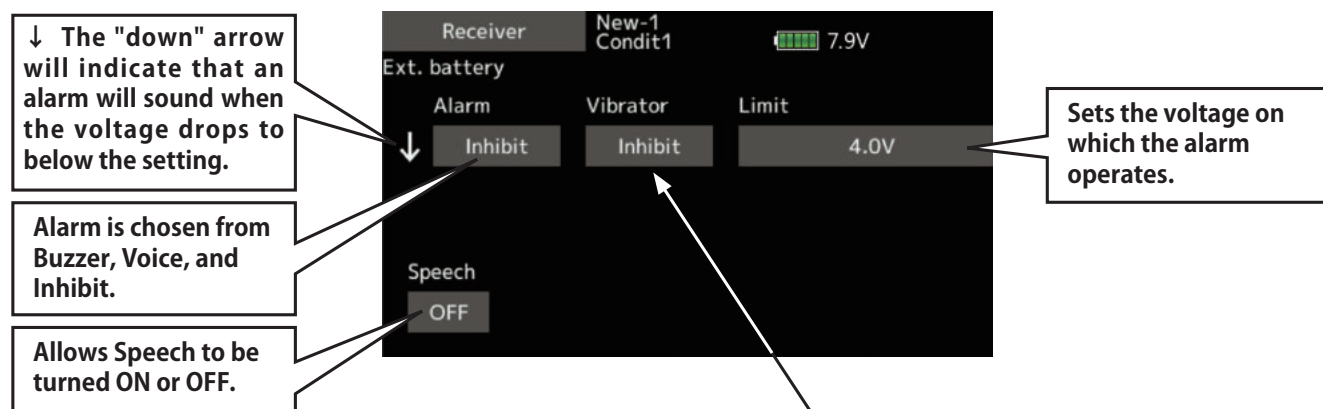 ↓ The "down" arrow
will indicate that an
alarm will sound when
the voltage drops to
below the setting.
Alarm is chosen from
Buzzer, Voice, and
Inhibit.
Allows Speech to be
turned ON or OFF.
Receiver
New-1
Condit1
7.9V
Ext. battery
Alarm
Vibrator
Limit
↓ Inhibit
Inhibit
4.0V
Speech
OFF
Sets the voltage on
which the alarm
operates.